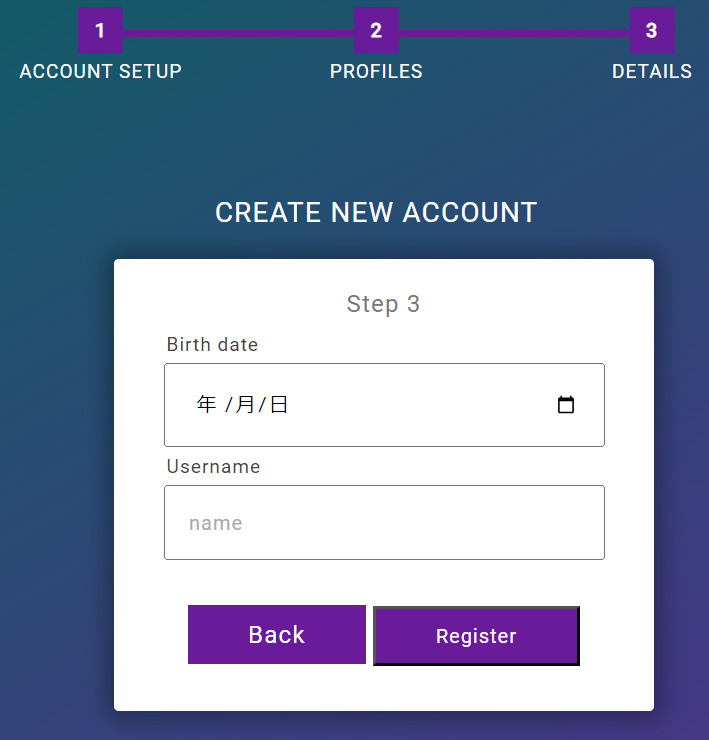 1 2 3
ACCOUNT SETUP PROFILES DETAILS
CREATE NEW ACCOUNT
Step 3
Birth date
年 /月/日
Username
name
Back Register